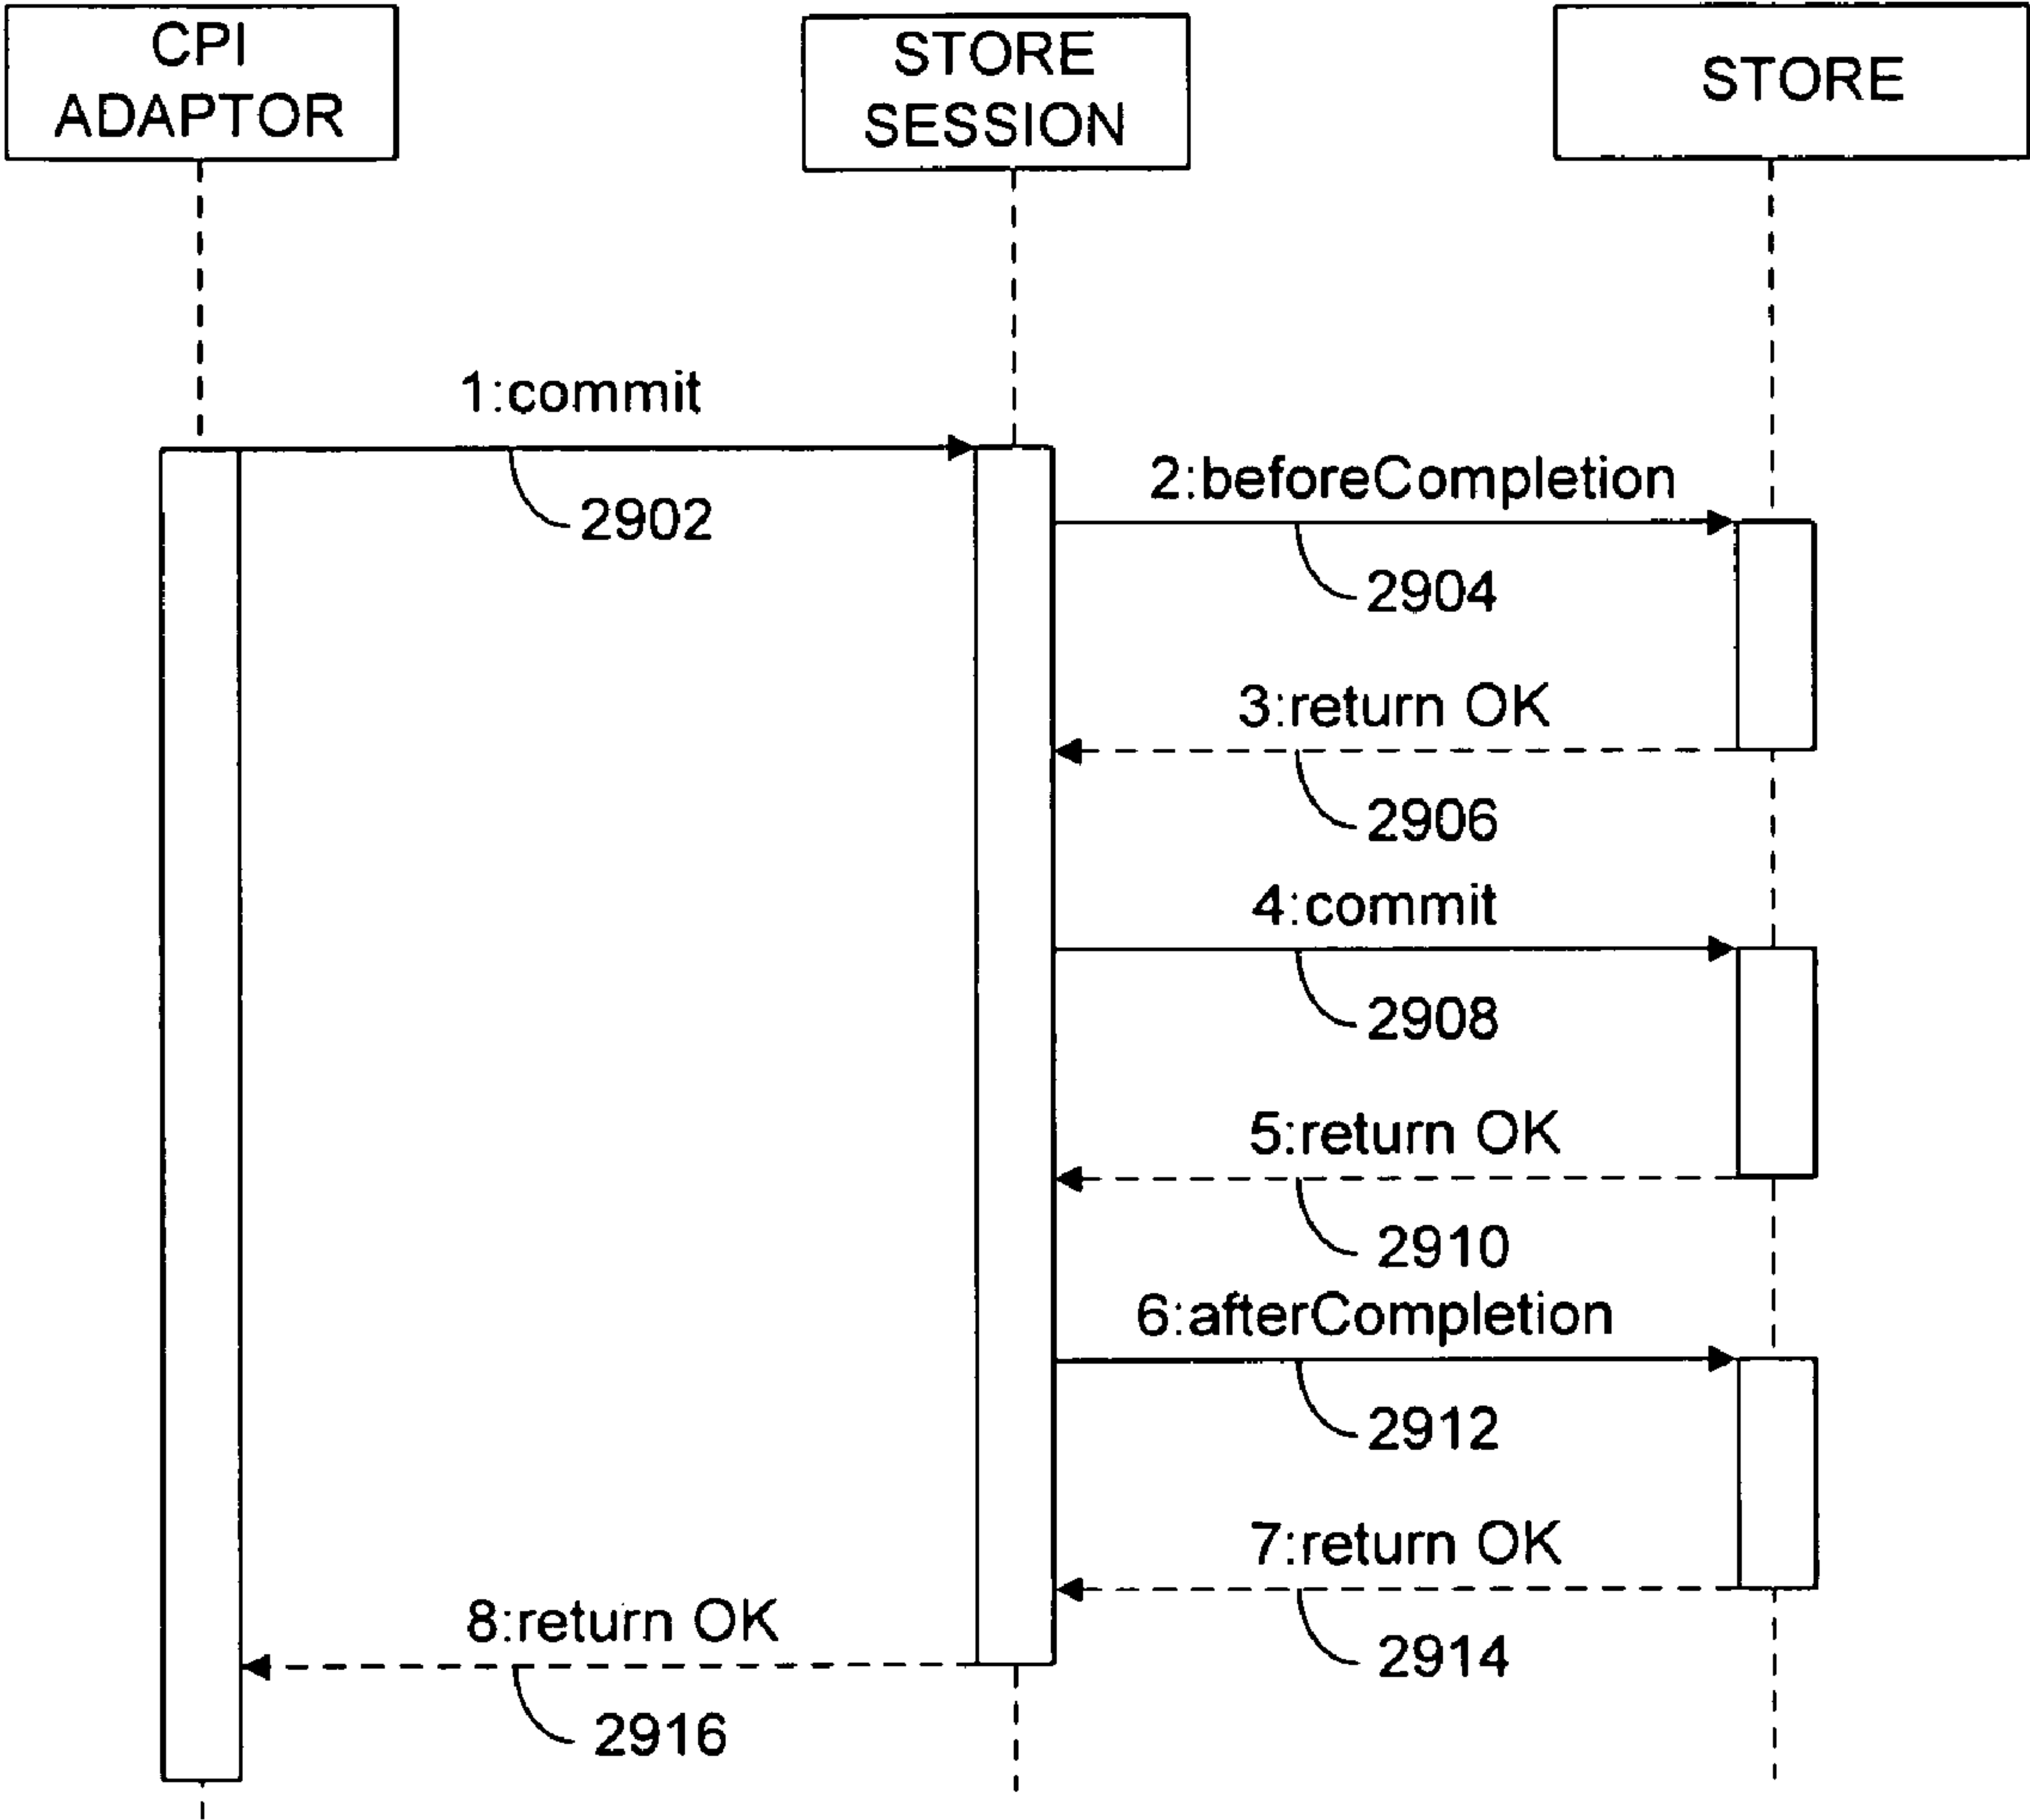 CPI
ADAPTOR
STORE
SESSION
STORE
1:commit
2902
2:beforeCompletion
2904
3:return OK
2906
4:commit
2908
5:return OK
2910
6:afterCompletion
2912
7:return OK
2914
8:return OK
2916